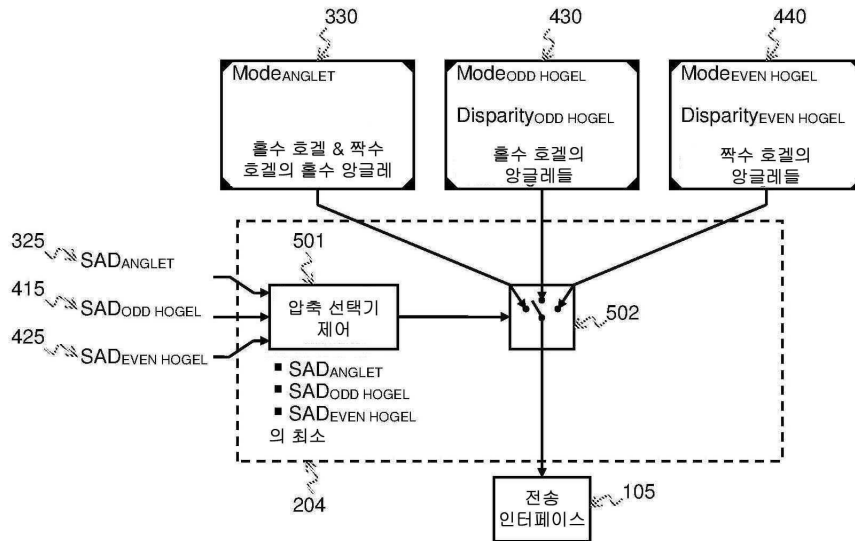 330
430
440
ModeANGLET
홀수 호겔 & 짝수
호겔의 홀수 앙글레
ModeODD HOGEL
DisparityODD HOGEL
홀수 호겔의
앙글레들
ModeEVEN HOGEL
DisparityEVEN HOGEL
짝수 호겔의
앙글레들
325
SADANGLET
415
SADODD HOGEL
425
SADEVEN HOGEL
501
압축 선택기
제어
502
▪ SADANGLET
▪ SADODD HOGEL
▪ SADEVEN HOGEL
의 최소
204
전송
인터페이스
105